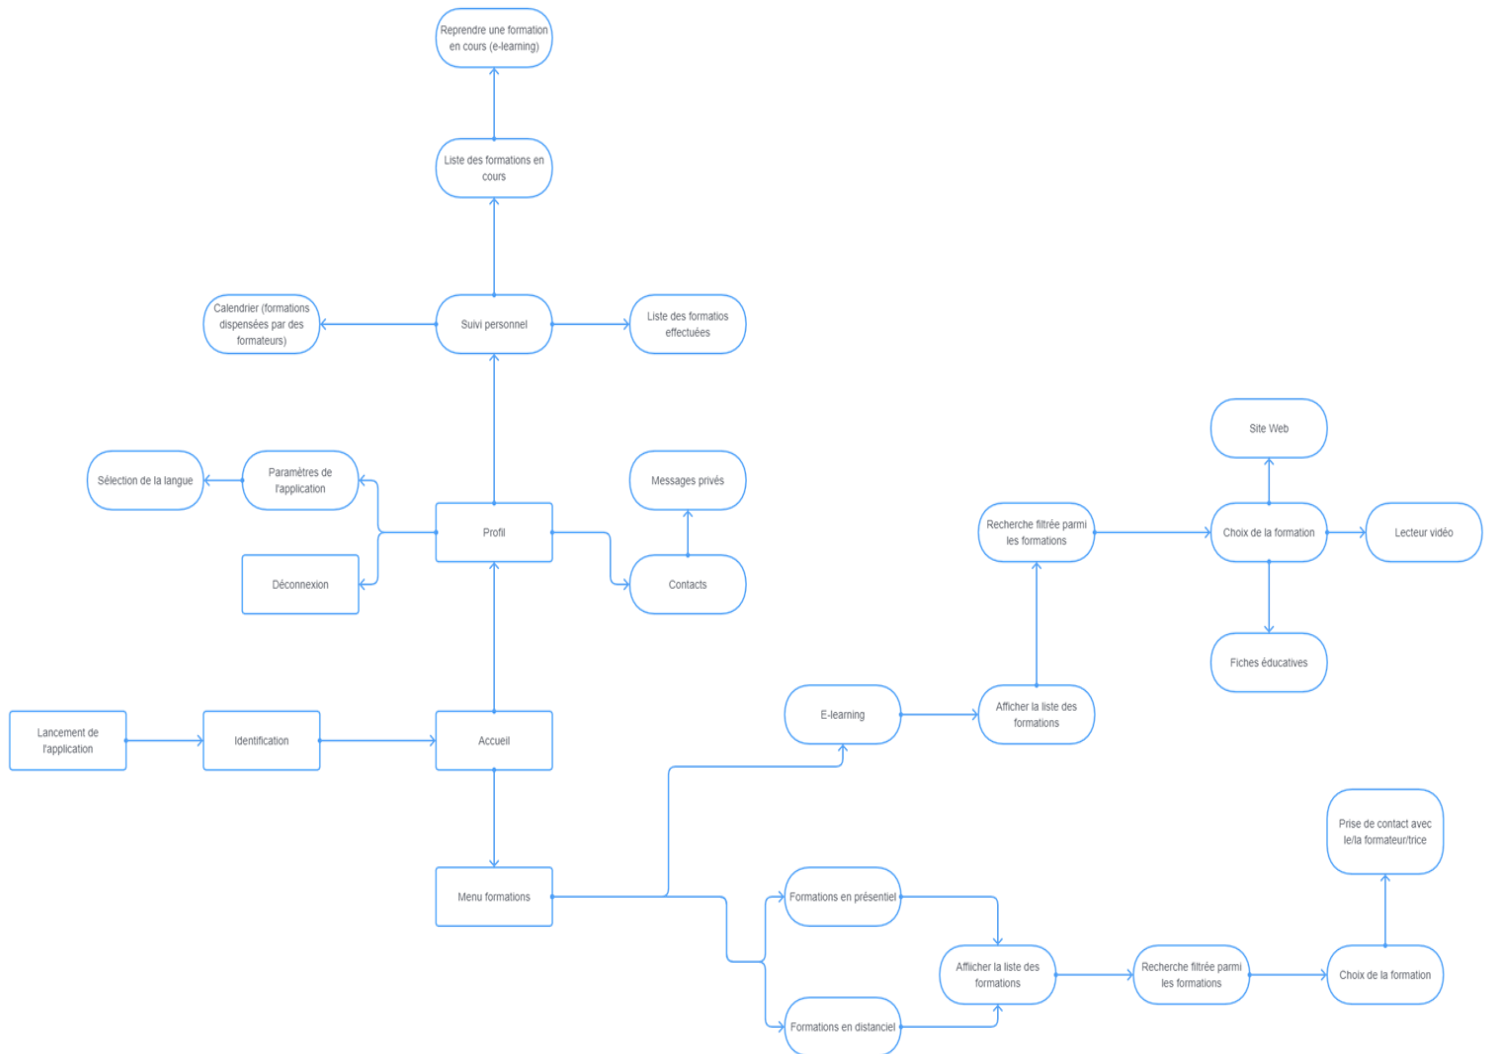 Reprendre une formation
en cours (e-learning)
Liste des formations en
cours
Calendrier (formations
dispensées par des
formateurs)
Suivi personnel
Liste des formatios
effectuées
Site Web
Sélection de la langue
Paramètres de
l'application
Messages privés
Profil
Recherche filtrée parmi
les formations
Choix de la formation
Lecteur vidéo
Déconnexion
Contacts
Fiches éducatives
E-learning
Afficher la liste des
formations
Lancement de
l'application
Identification
Accueil
Prise de contact avec
le/la formateur/trice
Menu formations
Formations en présentiel
Afficher la liste des
formations
Recherche filtrée parmi
les formations
Choix de la formation
Formations en distanciel